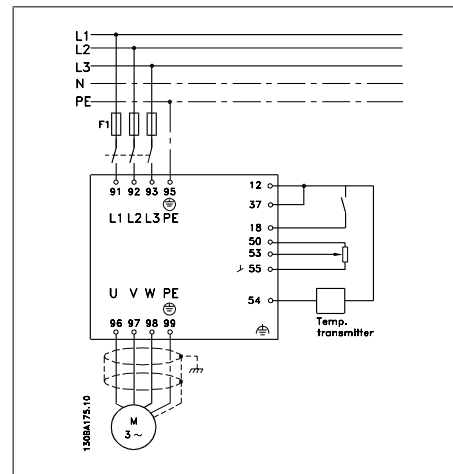 L1
L2
L3
N
PE
F1
91 92 93 95
L1 L2 L3 PE
12
37
18
50
53
55
54
U V W PE
96 97 98 99
Temp.
transmitter
M
3 ~
130BA175.10